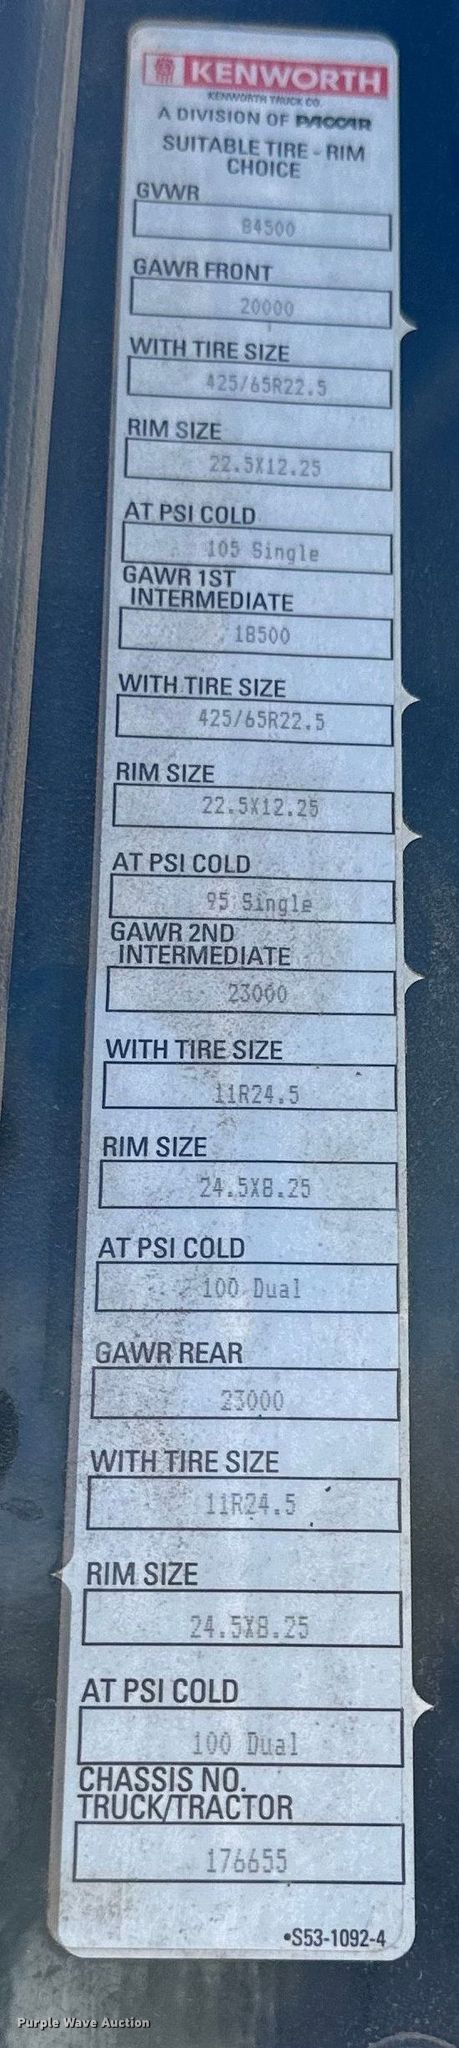 KENWORTH
KENWORTH TRUCK CO.
A DIVISION OF PACCAR
SUITABLE TIRE - RIM
CHOICE
GVWR
84500
GAWR FRONT
20000
WITH TIRE SIZE
425/65R22.5
RIM SIZE
22.5X12.25
AT PSI COLD
105 Single
GAWR 1ST
INTERMEDIATE
18500
WITH TIRE SIZE
425/65R22.5
RIM SIZE
22.5X12.25
AT PSI COLD
95 Single
GAWR 2ND
INTERMEDIATE
23000
WITH TIRE SIZE
11R24.5
RIM SIZE
24.5X8.25
AT PSI COLD
100 Dual
GAWR REAR
23000
WITH TIRE SIZE
11R24.5
RIM SIZE
24.5X8.25
AT PSI COLD
100 Dual
CHASSIS NO.
TRUCK/TRACTOR
176655
•S53-1092-4
Purple Wave Auction